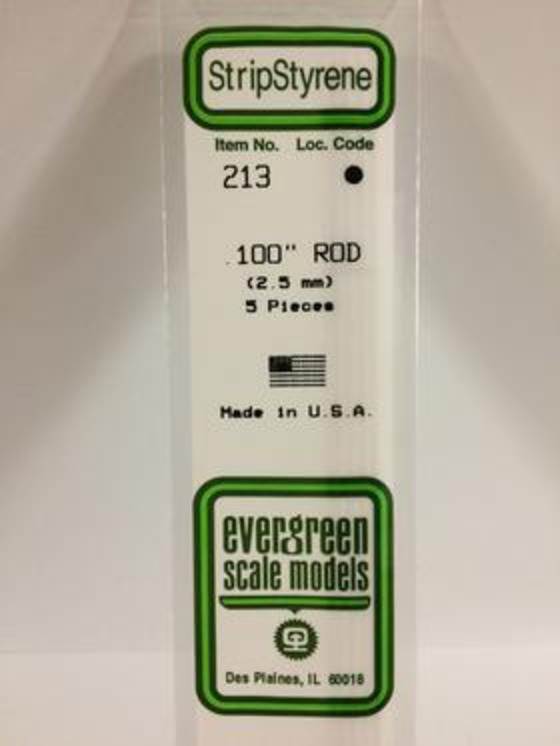 StripStyrene
Item No. Loc. Code
213
.100" ROD
(2.5 mm)
5 Pieces
Made in U.S.A.
evergreen
scale models
Des Plaines, IL 60018